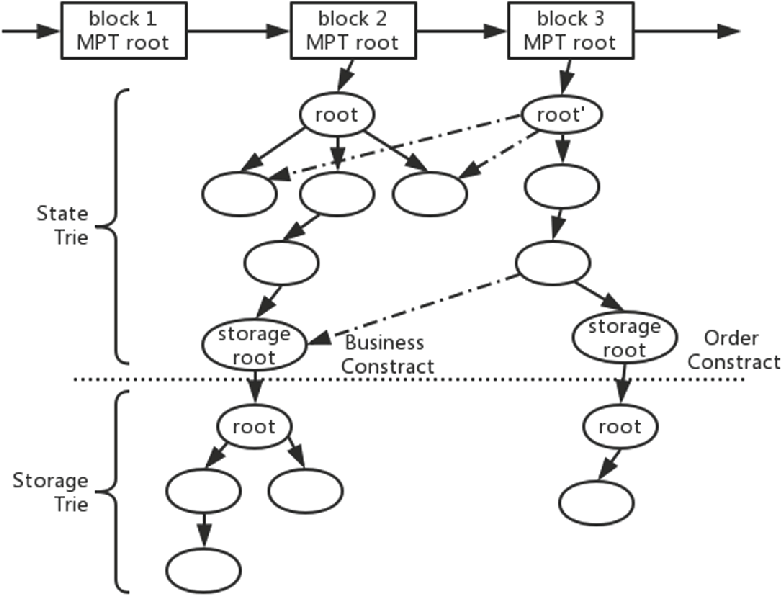 block 1
MPT root
block 2
MPT root
block 3
MPT root
root
root'
State
Trie
storage
root
Business
Constract
storage
root
Order
Constract
root
root
Storage
Trie